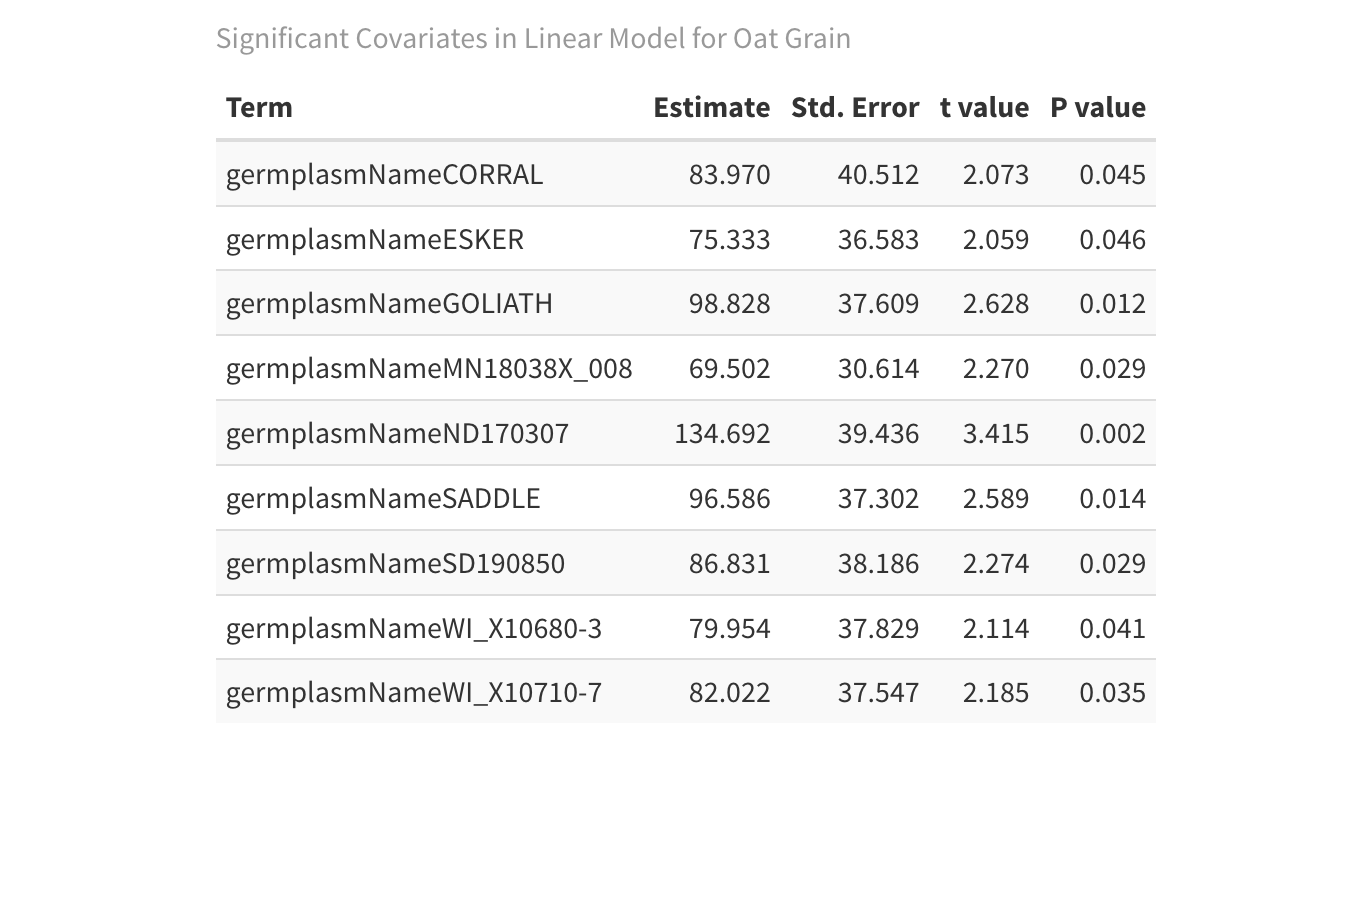 Significant Covariates in Linear Model for Oat Grain
Term Estimate Std. Error t value P value
germplasmNameCORRAL 83.970 40.512 2.073 0.045
germplasmNameESKER 75.333 36.583 2.059 0.046
germplasmNameGOLIATH 98.828 37.609 2.628 0.012
germplasmNameMN18038X_008 69.502 30.614 2.270 0.029
germplasmNameND170307 134.692 39.436 3.415 0.002
germplasmNameSADDLE 96.586 37.302 2.589 0.014
germplasmNameSD190850 86.831 38.186 2.274 0.029
germplasmNameWI_X10680-3 79.954 37.829 2.114 0.041
germplasmNameWI_X10710-7 82.022 37.547 2.185 0.035